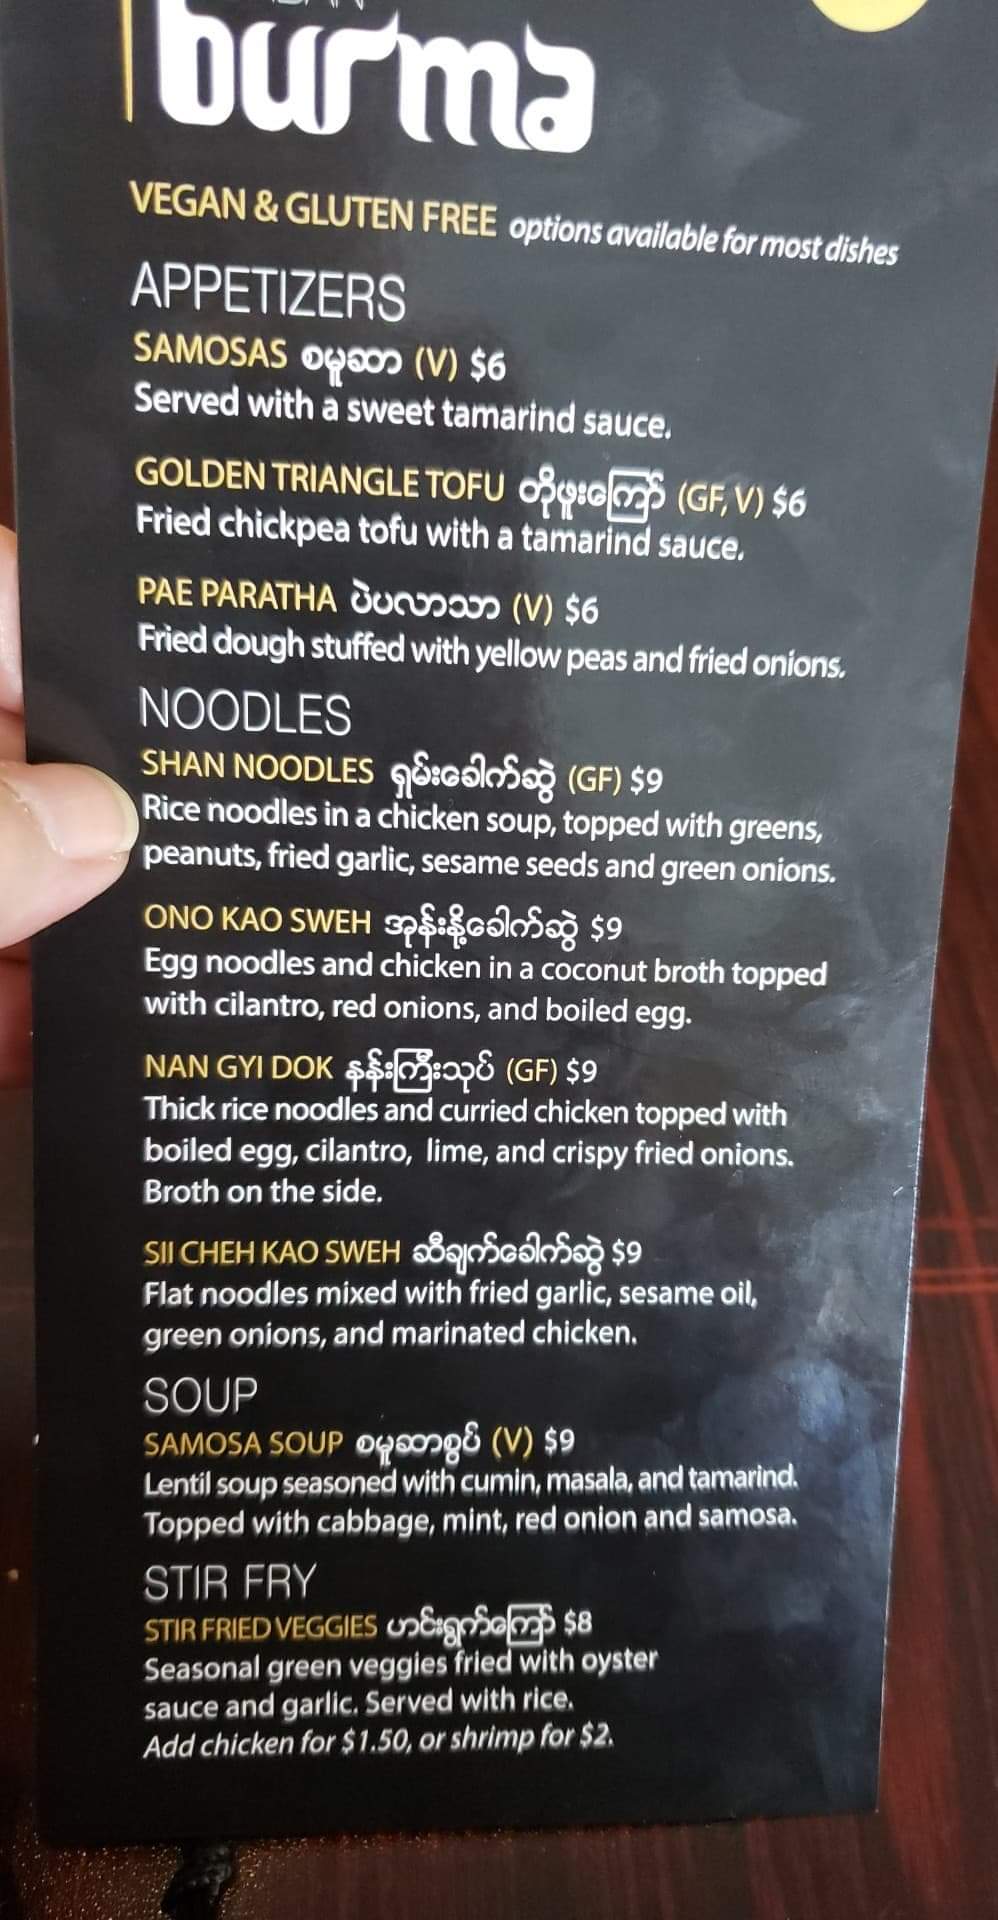 burma
VEGAN & GLUTEN FREE options available for most dishes
APPETIZERS
SAMOSAS စမူဆာ (V) $6
Served with a sweet tamarind sauce.
GOLDEN TRIANGLE TOFU တိုဖူးကြော် (GF, V) $6
Fried chickpea tofu with a tamarind sauce.
PAE PARATHA ပဲပလာသာ (V) $6
Fried dough stuffed with yellow peas and fried onions.
NOODLES
SHAN NOODLES ရှမ်းခေါက်ဆွဲ (GF) $9
Rice noodles in a chicken soup, topped with greens,
peanuts, fried garlic, sesame seeds and green onions.
ONO KAO SWEH အုန်းနို့ခေါက်ဆွဲ $9
Egg noodles and chicken in a coconut broth topped
with cilantro, red onions, and boiled egg.
NAN GYI DOK နန်းကြီးသုပ် (GF) $9
Thick rice noodles and curried chicken topped with
boiled egg, cilantro, lime, and crispy fried onions.
Broth on the side.
SII CHEH KAO SWEH ဆီချက်ခေါက်ဆွဲ $9
Flat noodles mixed with fried garlic, sesame oil,
green onions, and marinated chicken.
SOUP
SAMOSA SOUP စမူဆာစွပ် (V) $9
Lentil soup seasoned with cumin, masala, and tamarind.
Topped with cabbage, mint, red onion and samosa.
STIR FRY
STIR FRIED VEGGIES ဟင်းရွက်ကြော် $8
Seasonal green veggies fried with oyster
sauce and garlic. Served with rice.
Add chicken for $1.50, or shrimp for $2.